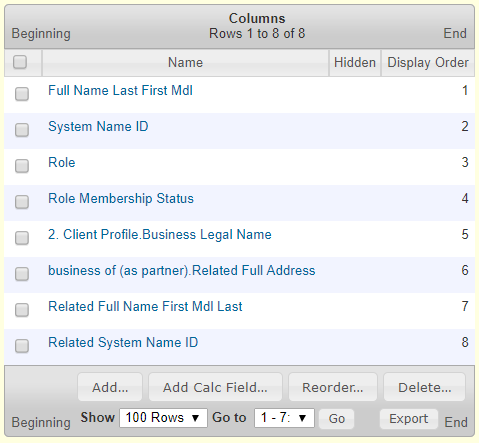 Columns
Beginning Rows 1 to 8 of 8 End
Name Hidden Display Order
Full Name Last First Mdl 1
System Name ID 2
Role 3
Role Membership Status 4
2. Client Profile.Business Legal Name 5
business of (as partner).Related Full Address 6
Related Full Name First Mdl Last 7
Related System Name ID 8
Add... Add Calc Field... Reorder... Delete...
Beginning Show 100 Rows ▼ Go to 1 - 7: ▼ Go Export End